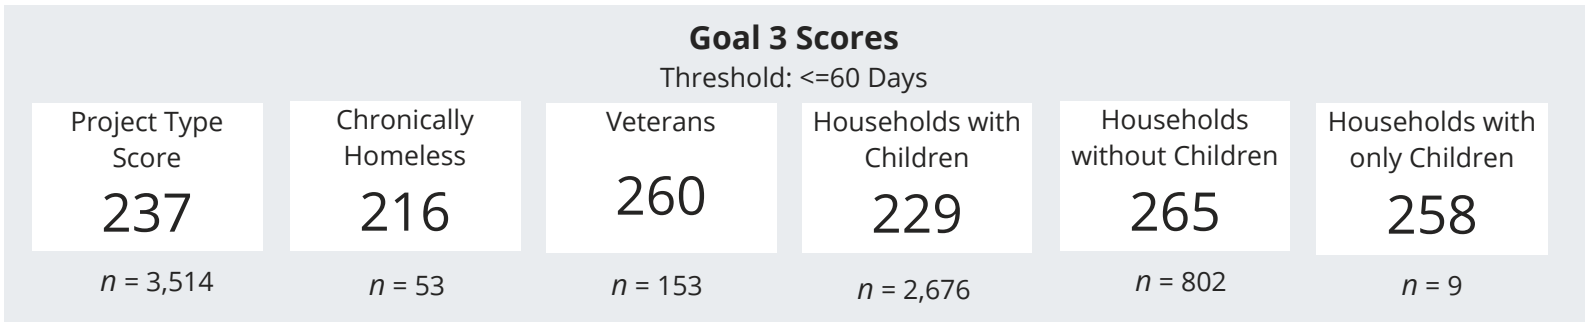 Goal 3 Scores
Threshold: <=60 Days
Project Type
Score
237
n = 3,514
Chronically
Homeless
216
n = 53
Veterans
260
n = 153
Households with
Children
229
n = 2,676
Households
without Children
265
n = 802
Households with
only Children
258
n = 9